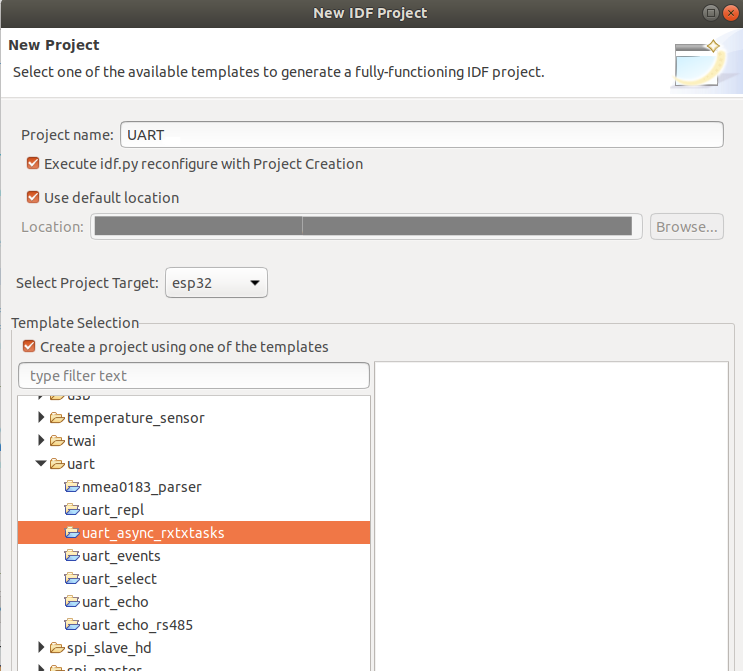 New IDF Project
New Project
Select one of the available templates to generate a fully-functioning IDF project.
Project name: UART
Execute idf.py reconfigure with Project Creation
Use default location
Location: Browse...
Select Project Target: esp32
Template Selection
Create a project using one of the templates
type filter text
usb
temperature_sensor
twai
uart
nmea0183_parser
uart_repl
uart_async_rxtxtasks
uart_events
uart_select
uart_echo
uart_echo_rs485
spi_slave_hd
spi_master